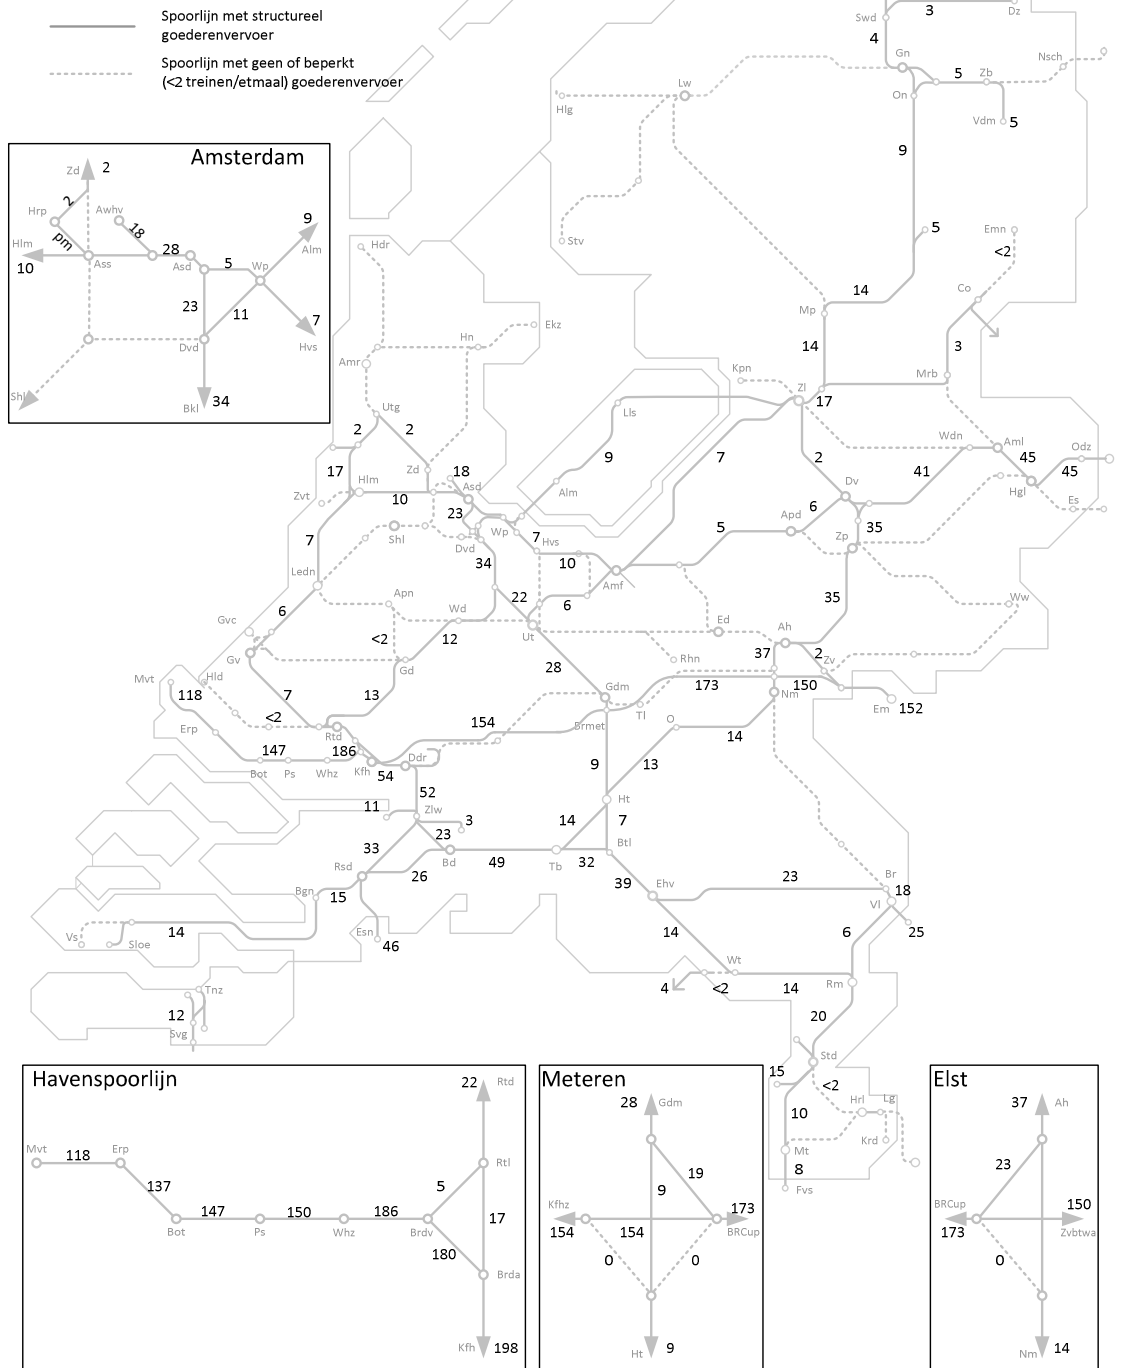 Spoorlijn met structureel
goederenvervoer
Spoorlijn met geen of beperkt
(<2 treinen/etmaal) goederenvervoer
Swd
3
Dz
4
Gn
Nsch
5
Zb
On
Vdm
5
Lw
Hlg
9
Stv
5
Emn
<2
Co
14
Mp
14
3
Mrb
Amsterdam
Zd
2
2
Hrp
Awhv
18
pm
Hlm
10
Ass
28
Asd
5
Wp
9
Alm
23
11
7
Hvs
Dvd
Shl
Bkl
34
Hdr
Ekz
Hn
Amr
Kpn
Zl
17
Utg
2
2
Lls
9
7
2
Wdn
Aml
45
Odz
45
Hgl
Es
41
17
Hlm
Zd
18
Asd
10
Zvt
23
Alm
Dv
6
Apd
35
Zp
5
7
Shl
Dvd
Wp
7
Hvs
10
Amf
34
Ledn
22
6
35
Ww
Apn
Wd
12
Ut
Ed
Ah
6
Gvc
Gv
<2
Gd
28
Rhn
37
2
Zv
173
150
Mvt
118
Hld
7
13
Gdm
Tl
Nm
Em
152
Erp
<2
Rtd
154
Brmet
O
14
147
186
Bot
Ps
Whz
Kfh
54
Ddr
9
13
52
11
Zlw
3
Ht
14
7
Btl
33
23
Bd
49
Tb
32
Rsd
26
39
Ehv
23
Br
18
Vl
25
Bgn
15
14
Vs
Sloe
Esn
46
14
6
Wt
4
<2
14
Rm
Tnz
12
Svg
20
Std
15
<2
10
Hrl
Lg
Krd
Mt
8
Fvs
Havenspoorlijn
22
Rtd
Mvt
118
Erp
137
147
150
186
Bot
Ps
Whz
Brdv
5
Rtl
17
180
Brda
Kfh
198
Meteren
28
Gdm
19
9
Kfhz
154
154
173
BRCup
0
0
Ht
9
Elst
37
Ah
23
BRCup
173
150
Zvbtwa
0
Nm
14